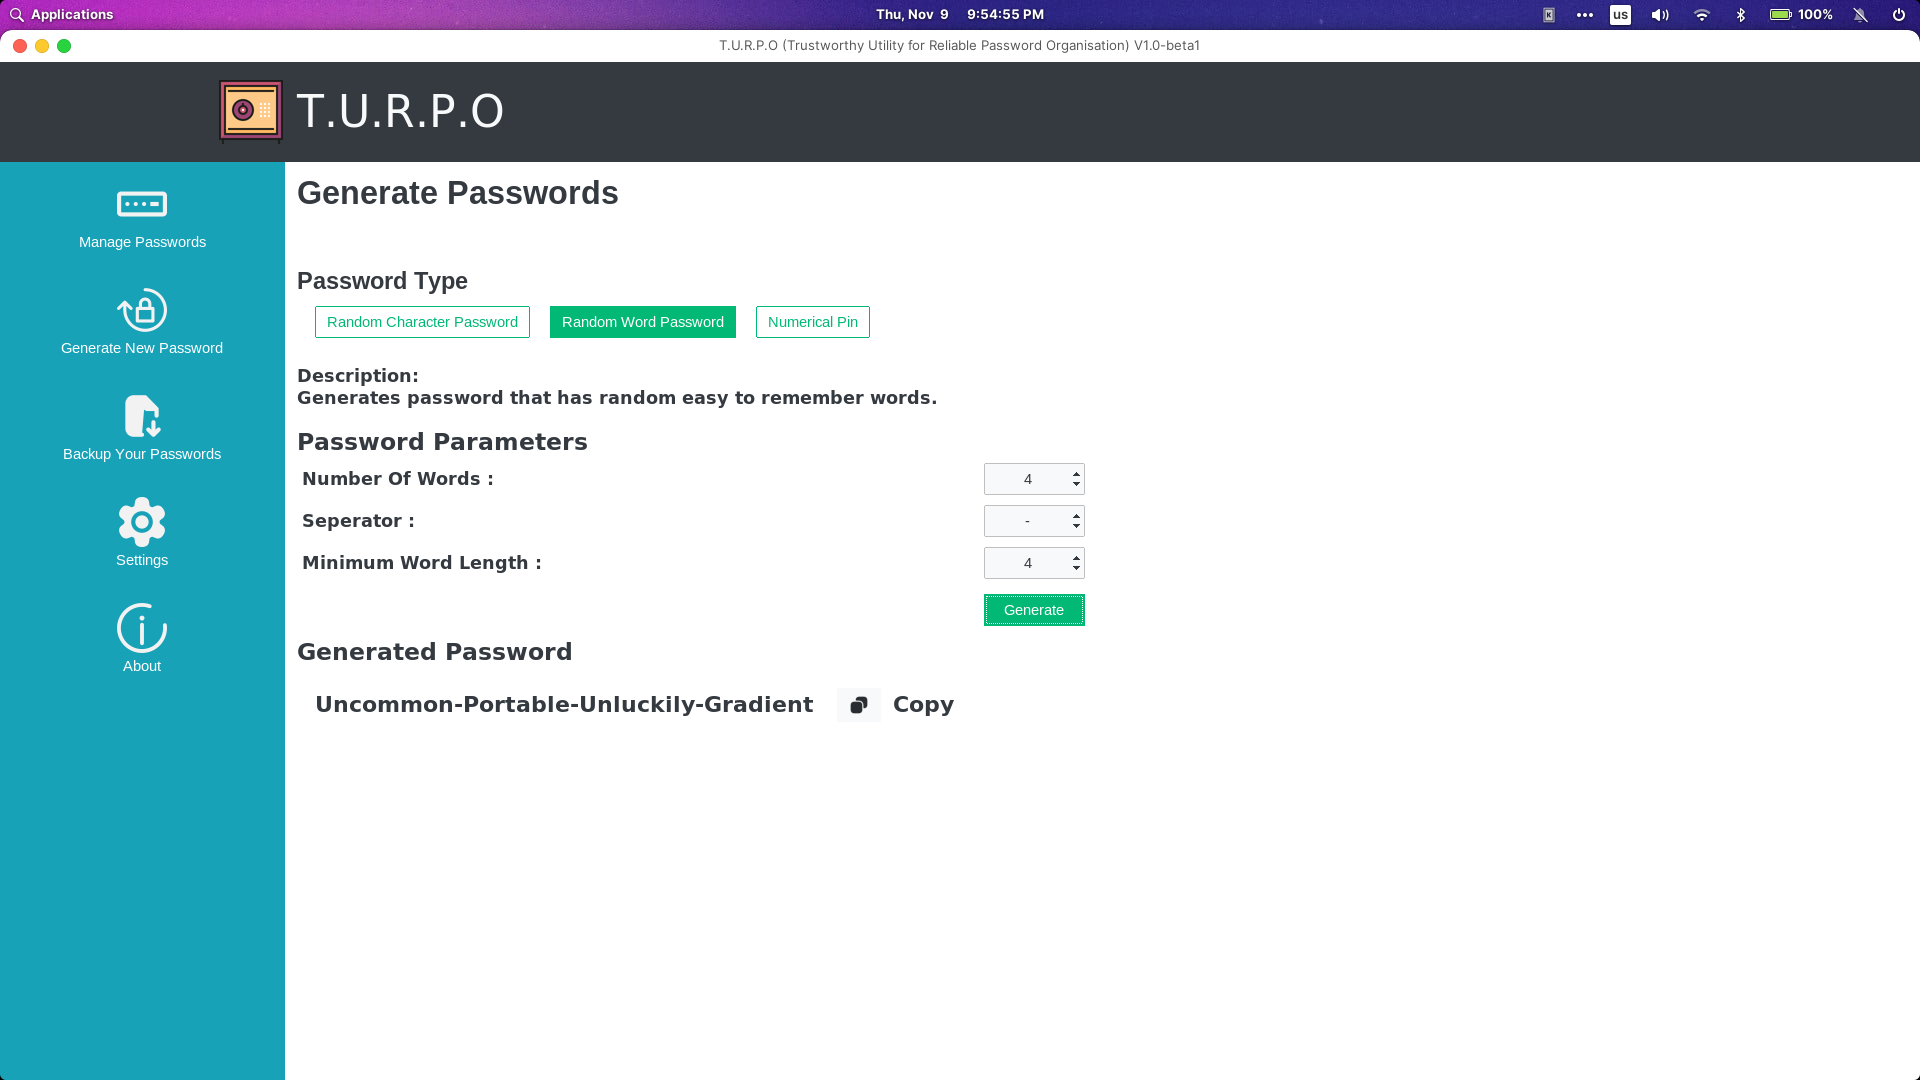 Applications
Thu, Nov 9 9:54:55 PM
us
100%
T.U.R.P.O (Trustworthy Utility for Reliable Password Organisation) V1.0-beta1
T.U.R.P.O
Manage Passwords
Generate New Password
Backup Your Passwords
Settings
About
Generate Passwords
Password Type
Random Character Password Random Word Password Numerical Pin
Description:
Generates password that has random easy to remember words.
Password Parameters
Number Of Words : 4
Seperator : -
Minimum Word Length : 4
Generate
Generated Password
Uncommon-Portable-Unluckily-Gradient Copy